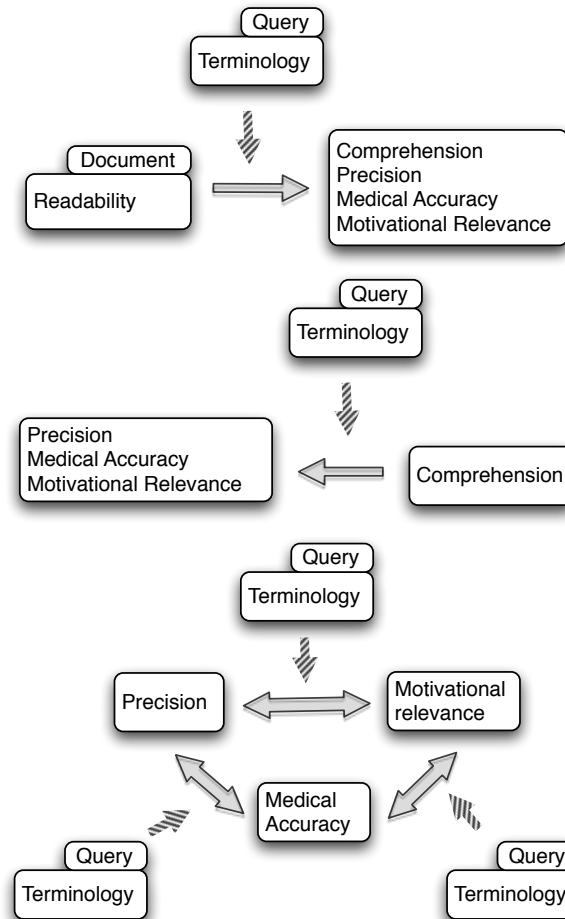 Query
Terminology
Document
Readability
Comprehension
Precision
Medical Accuracy
Motivational Relevance
Query
Terminology
Precision
Medical Accuracy
Motivational Relevance
Comprehension
Query
Terminology
Precision
Motivational
relevance
Medical
Accuracy
Query
Terminology
Query
Terminology